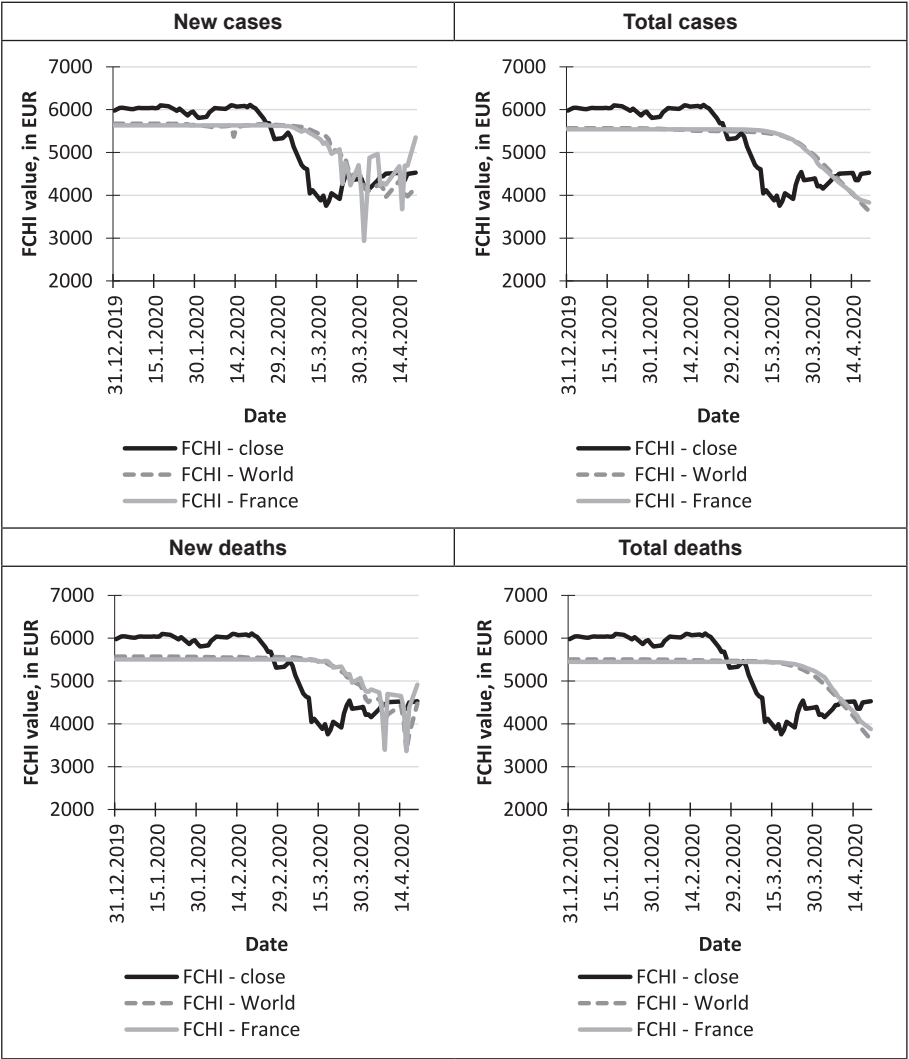 New cases
Total cases
FCHI value, in EUR
7000
6000
5000
4000
3000
2000
31.12.2019
15.1.2020
30.1.2020
14.2.2020
29.2.2020
15.3.2020
30.3.2020
14.4.2020
Date
FCHI - close
FCHI - World
FCHI - France
FCHI value, in EUR
7000
6000
5000
4000
3000
2000
31.12.2019
15.1.2020
30.1.2020
14.2.2020
29.2.2020
15.3.2020
30.3.2020
14.4.2020
Date
FCHI - close
FCHI - World
FCHI - France
New deaths
Total deaths
FCHI value, in EUR
7000
6000
5000
4000
3000
2000
31.12.2019
15.1.2020
30.1.2020
14.2.2020
29.2.2020
15.3.2020
30.3.2020
14.4.2020
Date
FCHI - close
FCHI - World
FCHI - France
FCHI value, in EUR
7000
6000
5000
4000
3000
2000
31.12.2019
15.1.2020
30.1.2020
14.2.2020
29.2.2020
15.3.2020
30.3.2020
14.4.2020
Date
FCHI - close
FCHI - World
FCHI - France